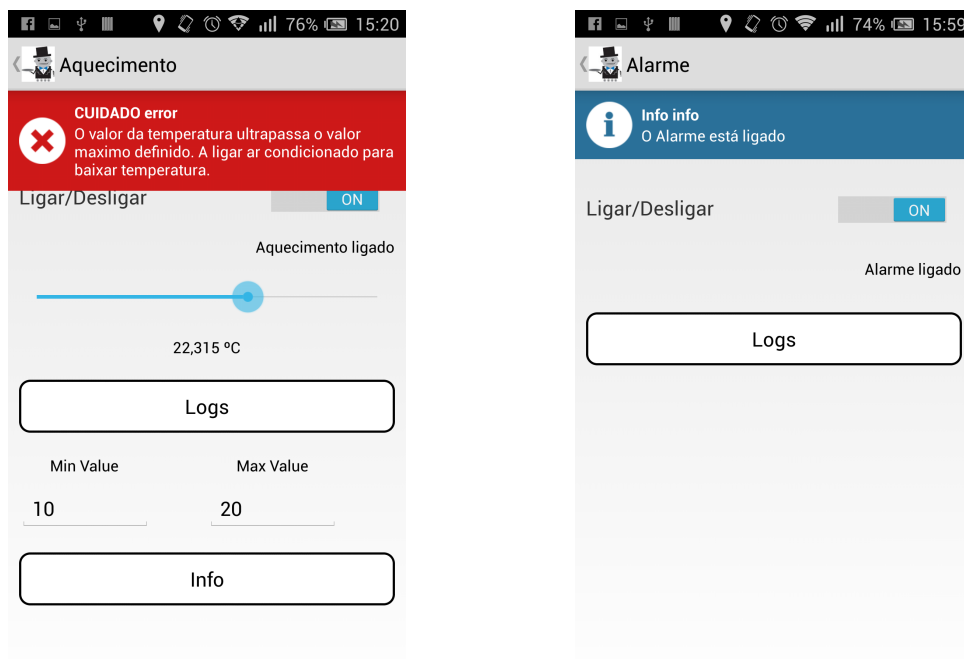 76% 15:20
Aquecimento
CUIDADO error
O valor da temperatura ultrapassa o valor
maximo definido. A ligar ar condicionado para
baixar temperatura.
Ligar/Desligar ON
Aquecimento ligado
22,315 ºC
Logs
Min Value Max Value
10 20
Info
74% 15:59
Alarme
Info info
O Alarme está ligado
Ligar/Desligar ON
Alarme ligado
Logs